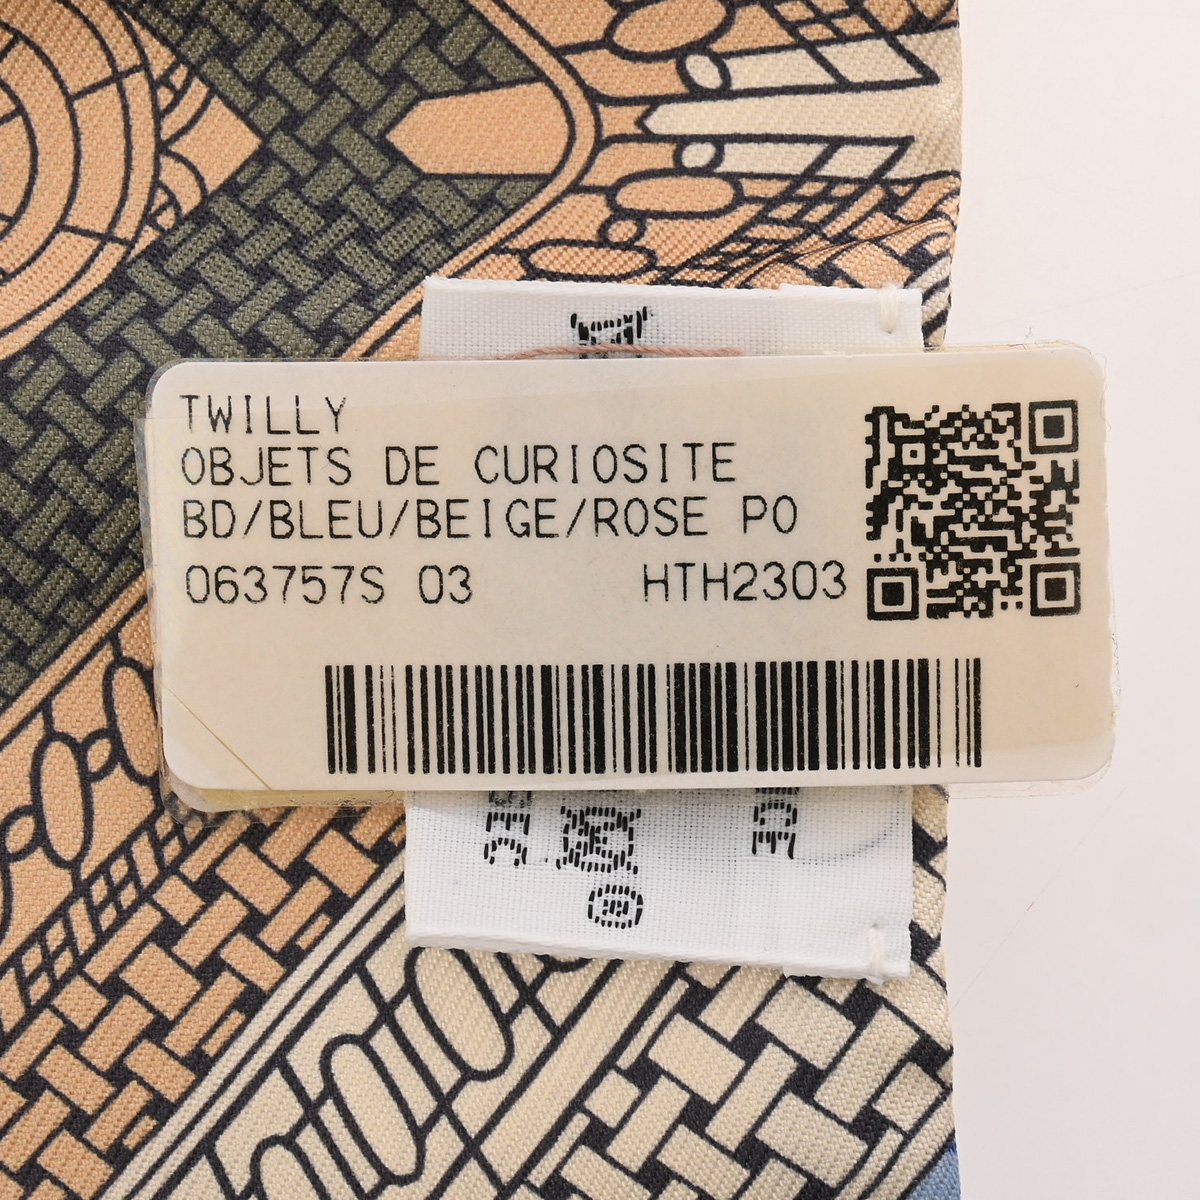 TWILLY
OBJETS DE CURIOSITE
BD/BLEU/BEIGE/ROSE PO
063757S 03 HTH2303